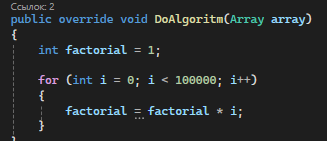 Ссылок: 2
public override void DoAlgoritm(Array array)
{
int factorial = 1;
for (int i = 0; i < 100000; i++)
{
factorial = factorial * i;
}